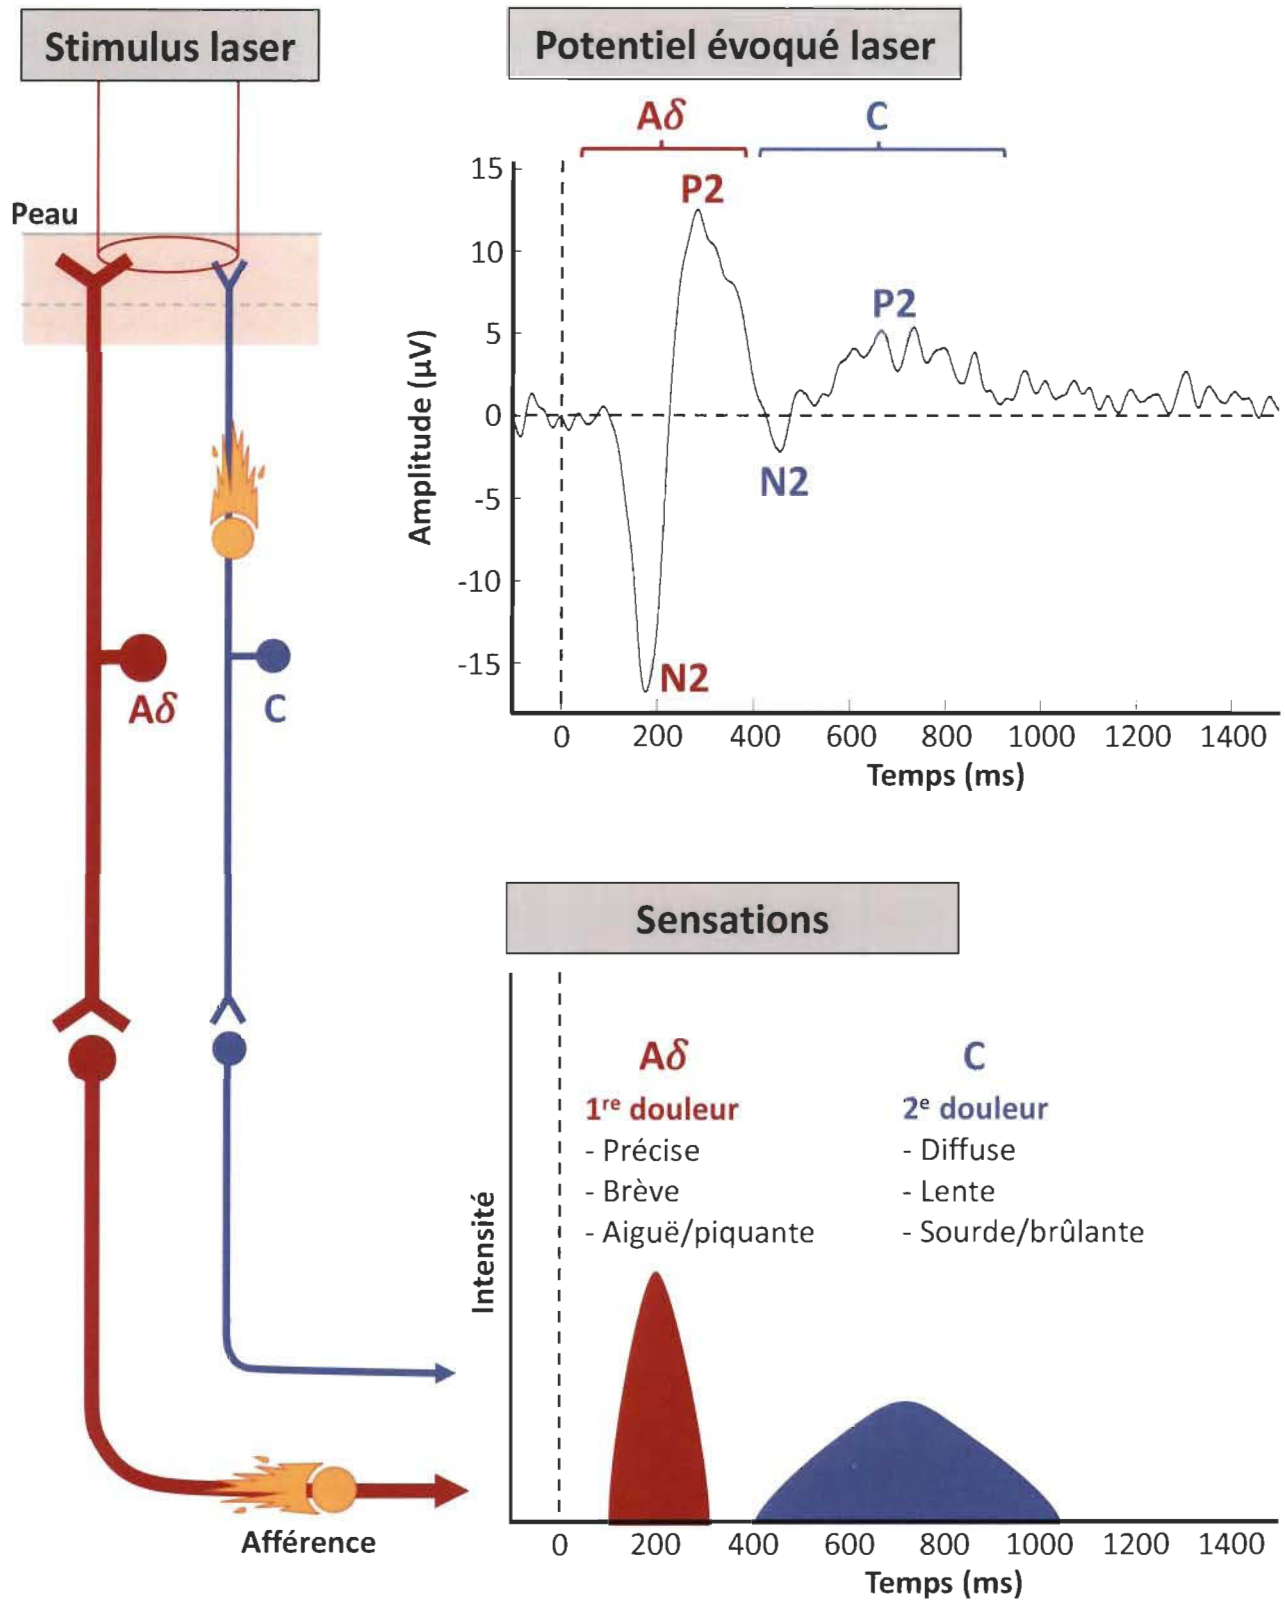 Stimulus laser
Peau
Aδ
C
Afférence
Potentiel évoqué laser
Aδ
C
P2
P2
N2
N2
Amplitude (µV)
15
10
5
0
-5
-10
-15
0 200 400 600 800 1000 1200 1400
Temps (ms)
Sensations
Aδ
1re douleur
- Précise
- Brève
- Aiguë/piquante
C
2e douleur
- Diffuse
- Lente
- Sourde/brûlante
Intensité
0 200 400 600 800 1000 1200 1400
Temps (ms)